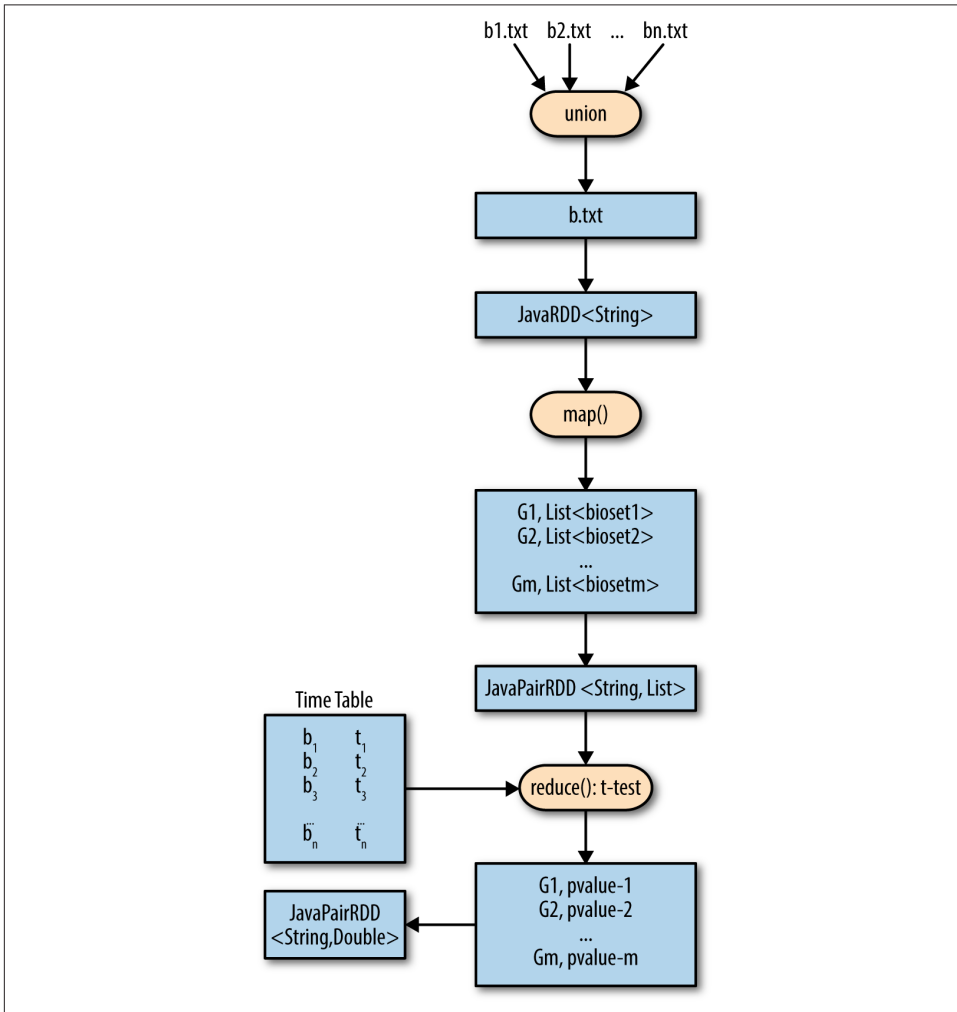 b1.txt b2.txt ... bn.txt
union
b.txt
JavaRDD<String>
map()
G1, List<bioset1>
G2, List<bioset2>
...
Gm, List<biosetm>
JavaPairRDD <String, List>
Time Table
b1 t1
b2 t2
b3 t3
... ...
bn tn
reduce(): t-test
G1, pvalue-1
G2, pvalue-2
...
Gm, pvalue-m
JavaPairRDD
<String,Double>